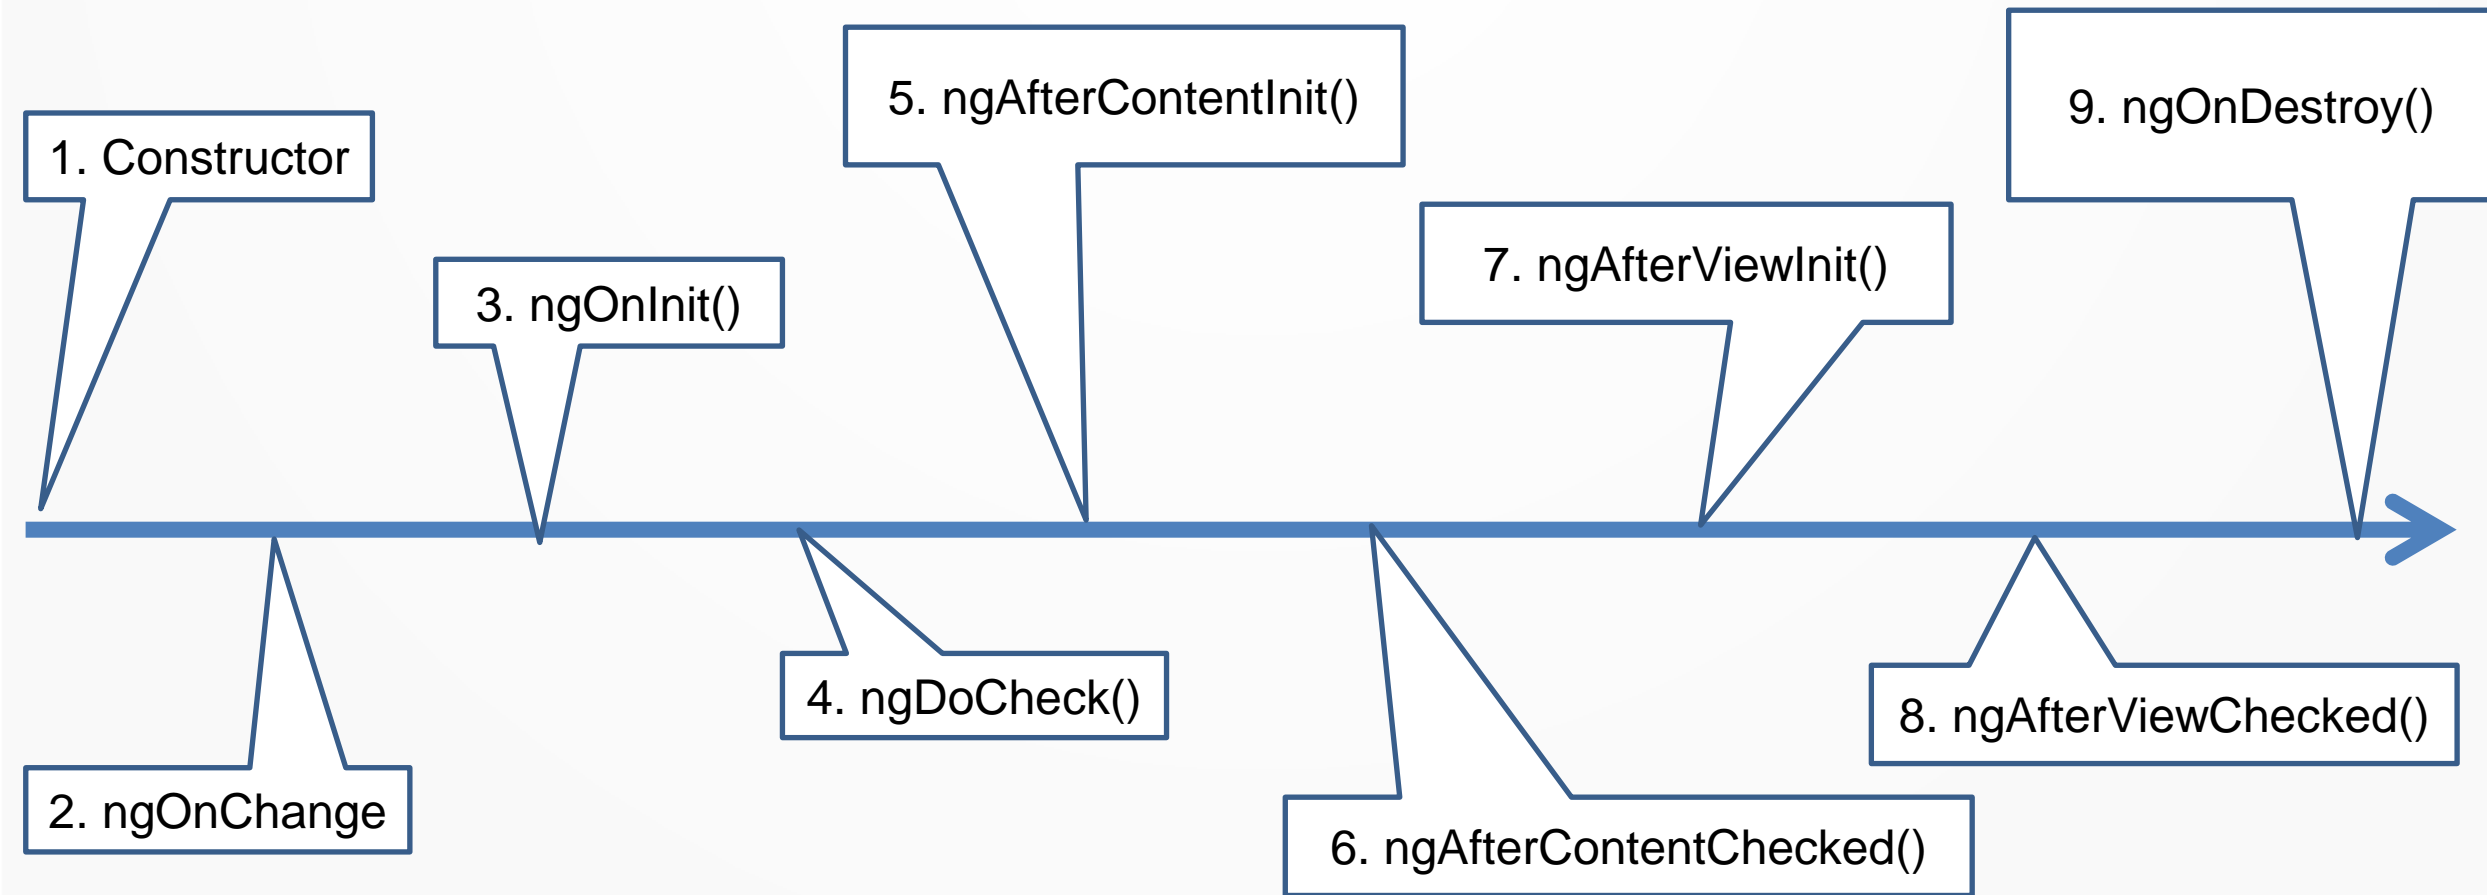 1. Constructor
2. ngOnChange
3. ngOnInit()
4. ngDoCheck()
5. ngAfterContentInit()
6. ngAfterContentChecked()
7. ngAfterViewInit()
8. ngAfterViewChecked()
9. ngOnDestroy()